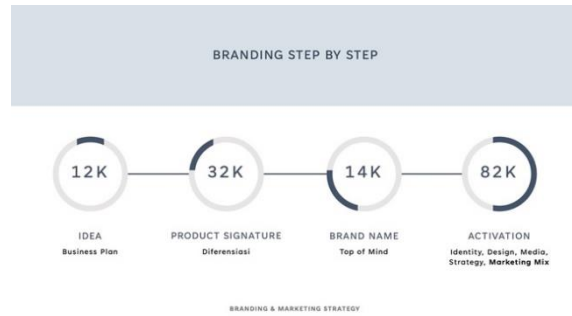 BRANDING STEP BY STEP
12K
32K
14K
82K
IDEA
Business Plan
PRODUCT SIGNATURE
Diferensiasi
BRAND NAME
Top of Mind
ACTIVATION
Identity, Design, Media,
Strategy, Marketing Mix
BRANDING & MARKETING STRATEGY